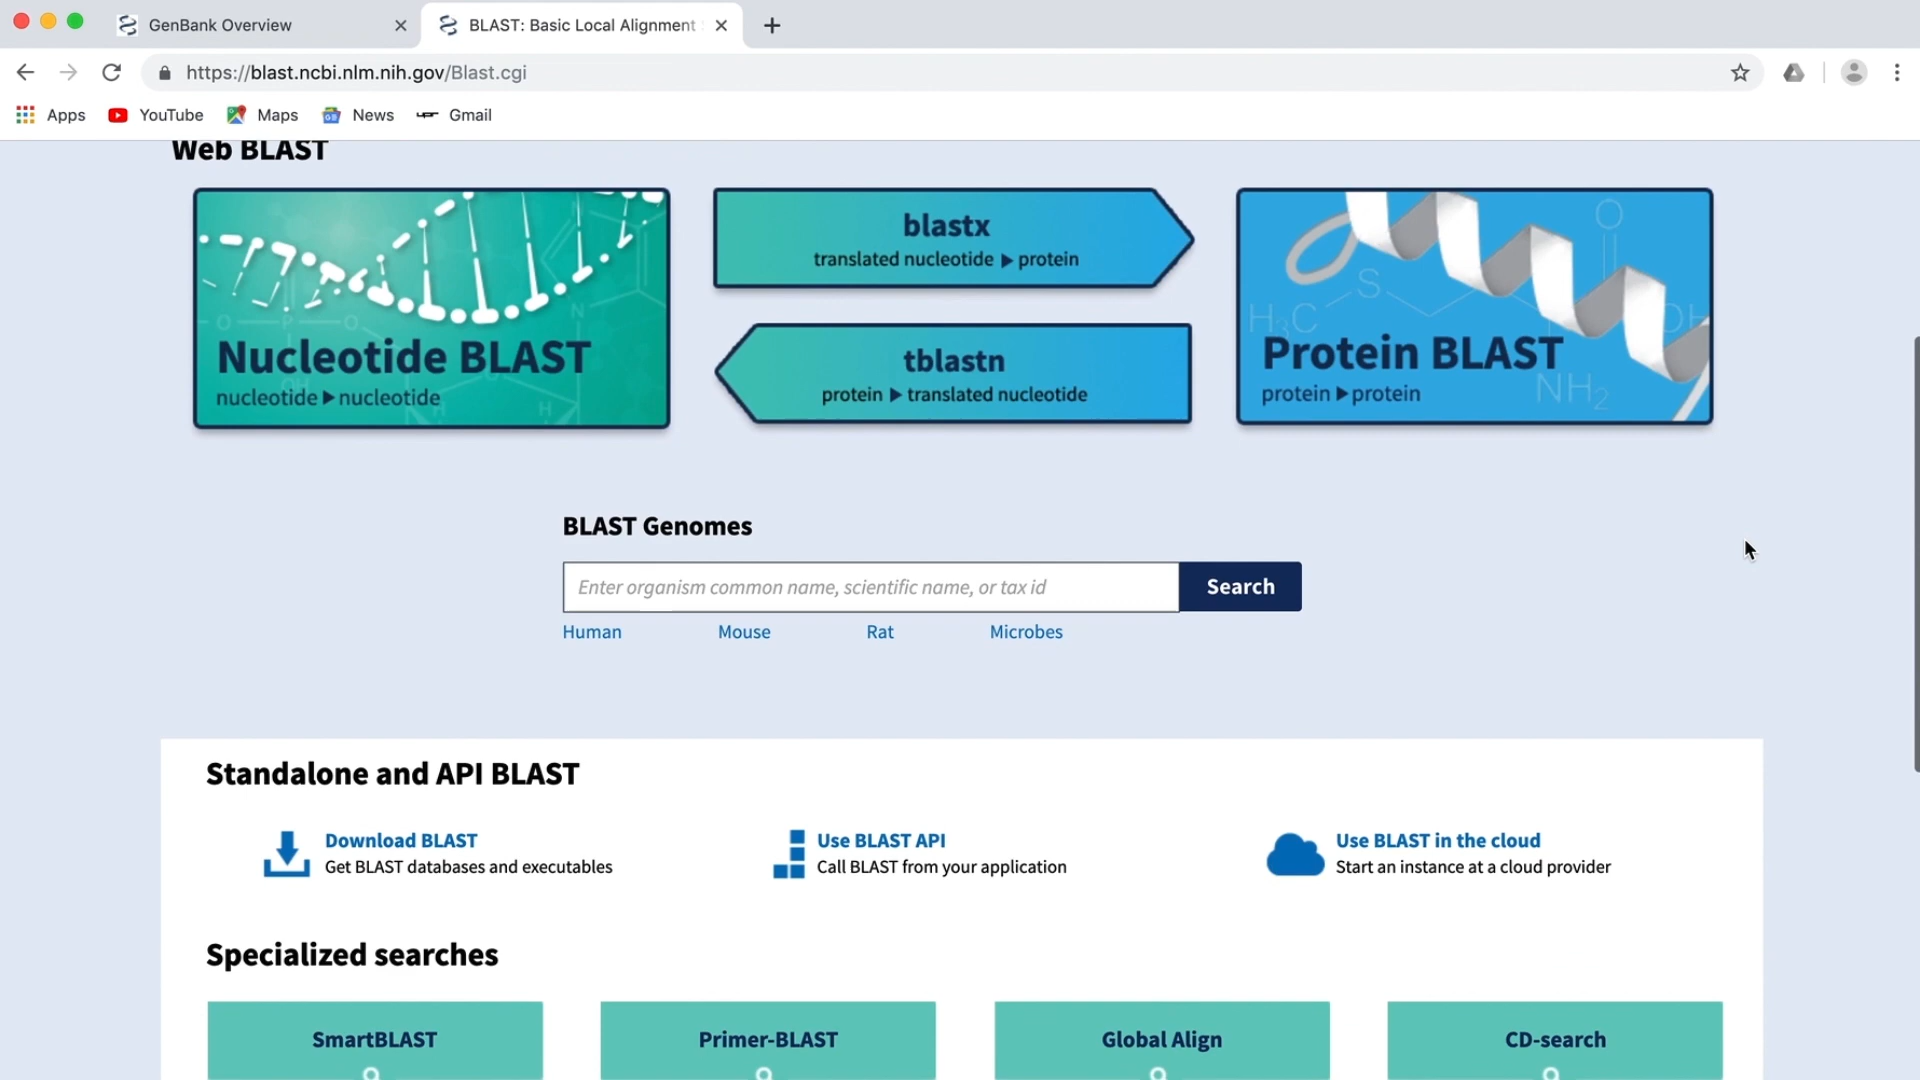 GenBank Overview
BLAST: Basic Local Alignment
https://blast.ncbi.nlm.nih.gov/Blast.cgi
Apps YouTube Maps News Gmail
Web BLAST
blastx
translated nucleotide ▶ protein
Nucleotide BLAST
nucleotide ▶ nucleotide
tblastn
protein ▶ translated nucleotide
H₃C S O OH
Protein BLAST
protein ▶ protein
NH₂
O P O N
OH H
BLAST Genomes
Enter organism common name, scientific name, or tax id
Search
Human Mouse Rat Microbes
Standalone and API BLAST
Download BLAST
Get BLAST databases and executables
Use BLAST API
Call BLAST from your application
Use BLAST in the cloud
Start an instance at a cloud provider
Specialized searches
SmartBLAST Primer-BLAST Global Align CD-search